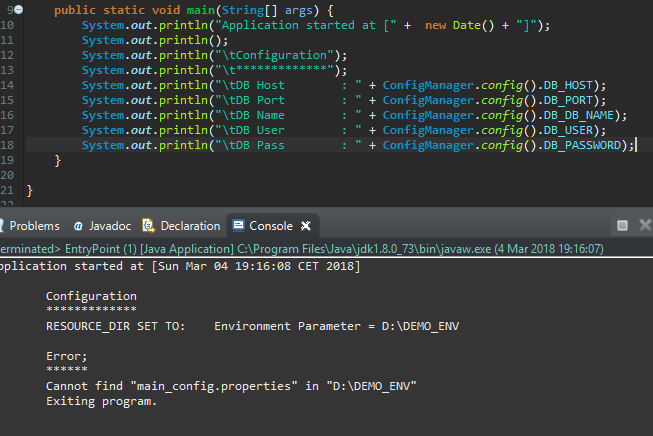 9 public static void main(String[] args) {
10 System.out.println("Application started at [" +  new Date() + "]");
11 System.out.println();
12 System.out.println("\tConfiguration");
13 System.out.println("\t*************");
14 System.out.println("\tDB Host        : " + ConfigManager.config().DB_HOST);
15 System.out.println("\tDB Port        : " + ConfigManager.config().DB_PORT);
16 System.out.println("\tDB Name        : " + ConfigManager.config().DB_DB_NAME);
17 System.out.println("\tDB User        : " + ConfigManager.config().DB_USER);
18 System.out.println("\tDB Pass        : " + ConfigManager.config().DB_PASSWORD);
19 }
20
21 }
Problems @ Javadoc Declaration Console
erminated> EntryPoint (1) [Java Application] C:\Program Files\Java\jdk1.8.0_73\bin\javaw.exe (4 Mar 2018 19:16:07)
pplication started at [Sun Mar 04 19:16:08 CET 2018]
Configuration
*************
RESOURCE_DIR SET TO:    Environment Parameter = D:\DEMO_ENV
Error;
******
Cannot find "main_config.properties" in "D:\DEMO_ENV"
Exiting program.